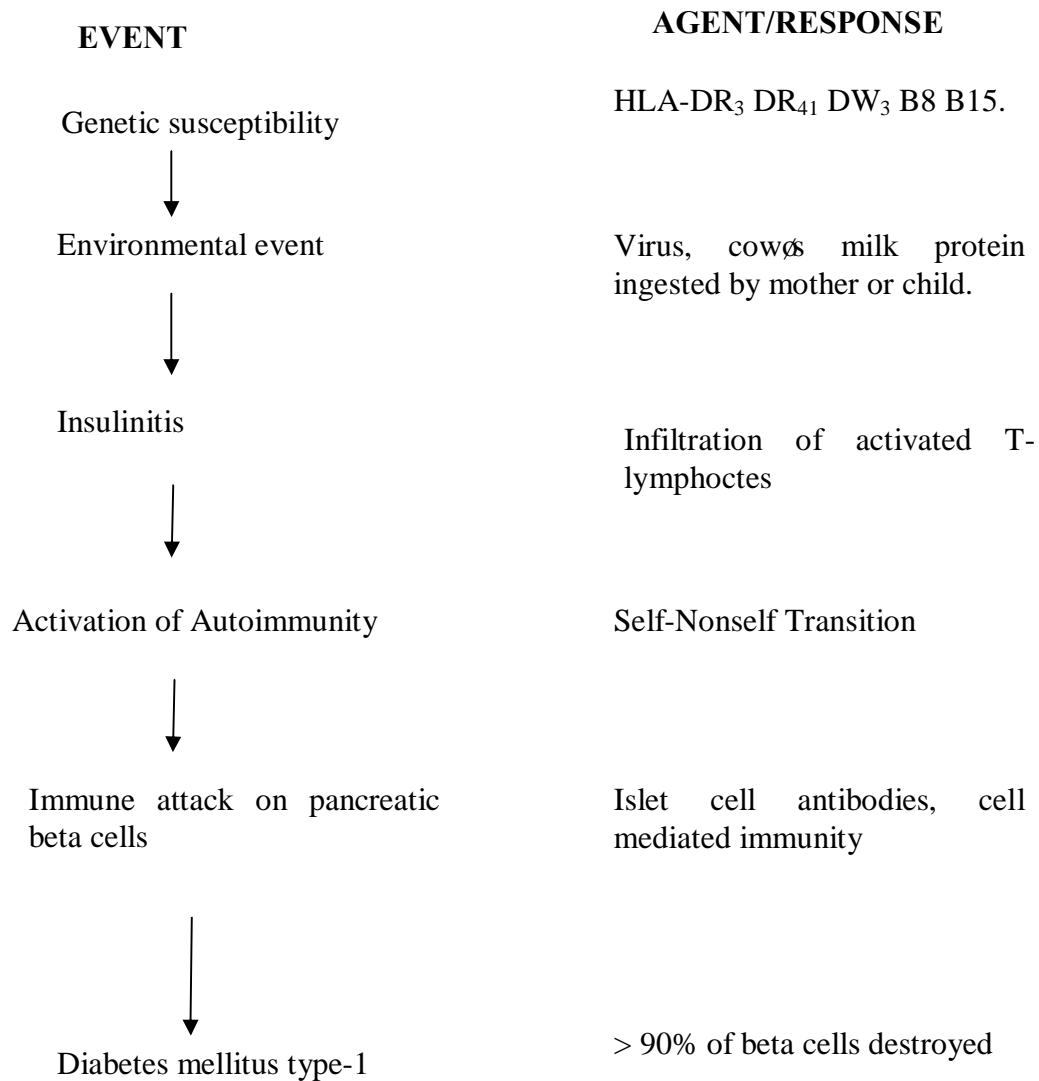 EVENT
AGENT/RESPONSE
Genetic susceptibility
HLA-DR₃ DR₄₁ DW₃ B8 B15.
Environmental event
Virus, cowøs milk protein
ingested by mother or child.
Insulinitis
Infiltration of activated T-
lymphoctes
Activation of Autoimmunity
Self-Nonself Transition
Immune attack on pancreatic
beta cells
Islet cell antibodies, cell
mediated immunity
Diabetes mellitus type-1
> 90% of beta cells destroyed